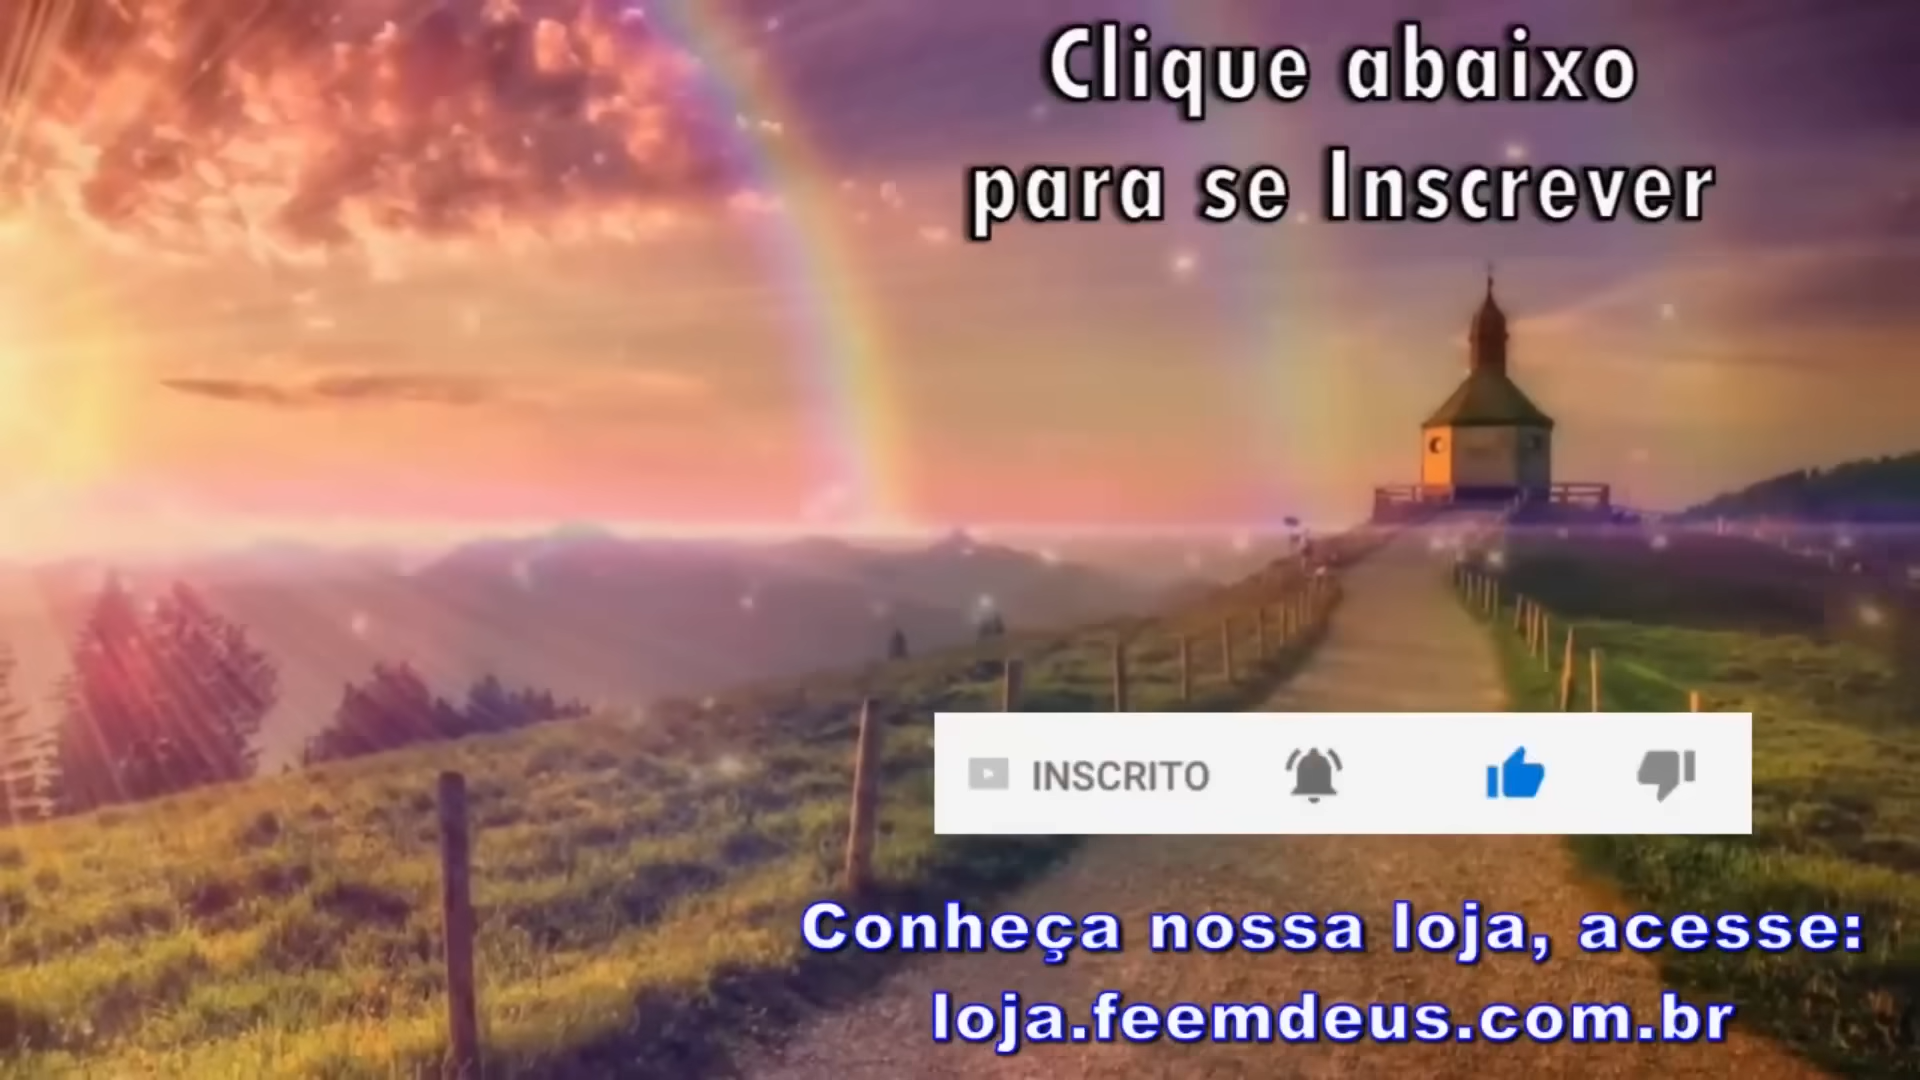 Clique abaixo
para se Inscrever
INSCRITO
Conheça nossa loja, acesse:
loja.feemdeus.com.br